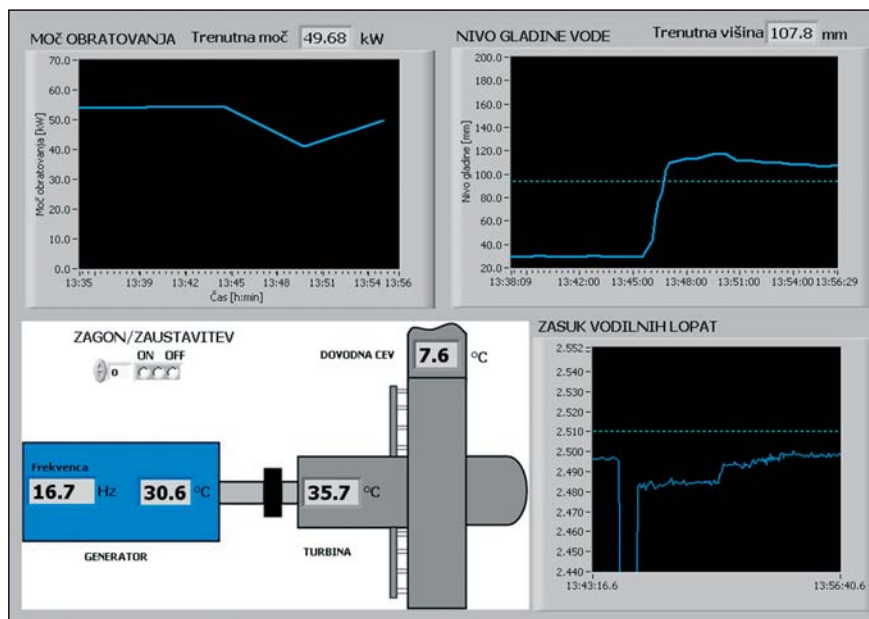 MOČ OBRATOVANJA Trenutna moč 49.68 kW
70.0
60.0
50.0
40.0
30.0
20.0
10.0
0.0
Moč obratovanja [kW]
13:35 13:39 13:42 13:45 13:48 13:51 13:54 13:56
Čas [h:min]
NIVO GLADINE VODE Trenutna višina 107.8 mm
200.0
180.0
160.0
140.0
120.0
100.0
80.0
60.0
40.0
20.0
Nivo gladine [mm]
13:38:09 13:42:00 13:45:00 13:48:00 13:51:00 13:54:00 13:56:29
ZAGON/ZAUSTAVITEV
ON OFF
0
DOVODNA CEV 7.6 °C
Frekvenca
16.7 Hz 30.6 °C
35.7 °C
GENERATOR
TURBINA
ZASUK VODILNIH LOPAT
2.552
2.540
2.530
2.520
2.510
2.500
2.490
2.480
2.470
2.460
2.450
2.440
13:43:16.6 13:56:40.6